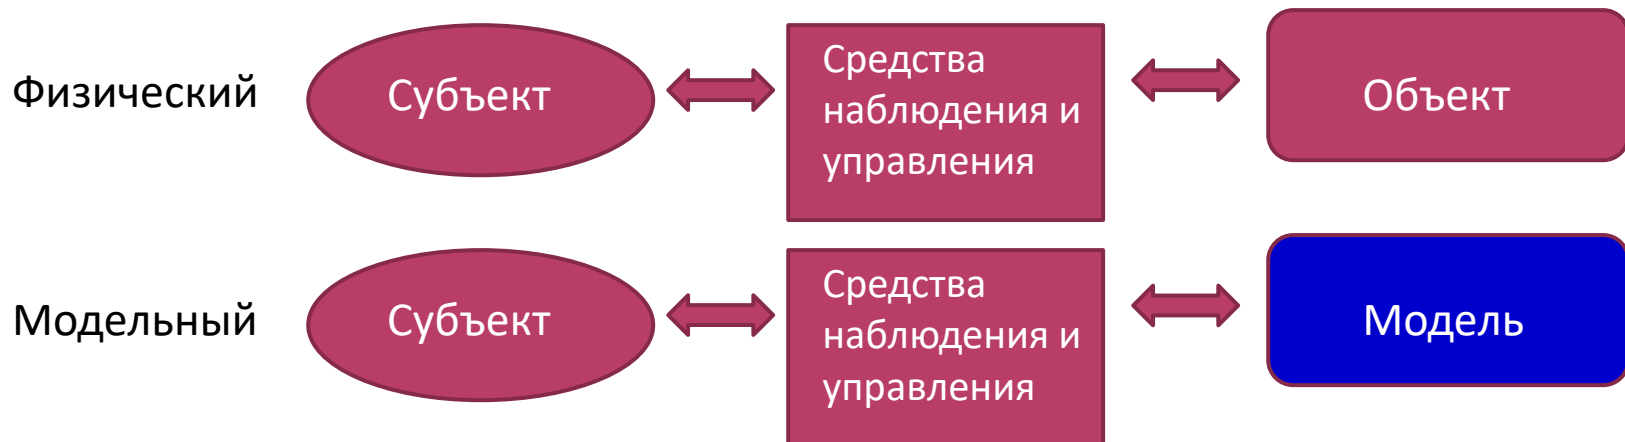 Физический
Субъект
Средства
наблюдения и
управления
Объект
Модельный
Субъект
Средства
наблюдения и
управления
Модель